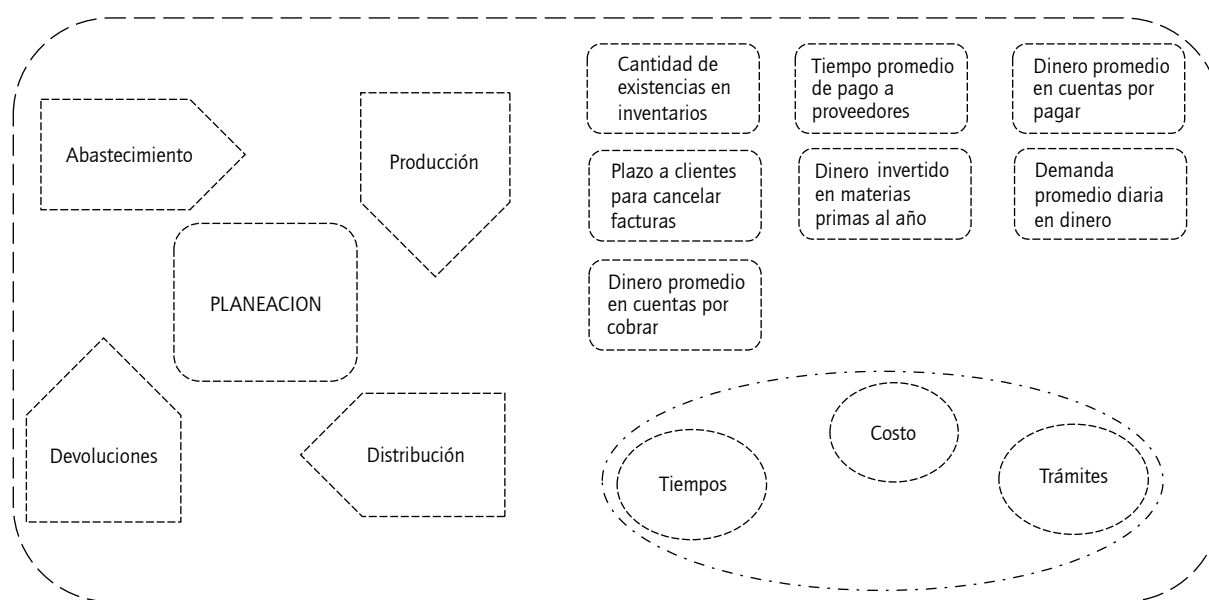 Abastecimiento
Producción
PLANEACION
Devoluciones
Distribución
Cantidad de
existencias en
inventarios
Tiempo promedio
de pago a
proveedores
Dinero promedio
en cuentas por
pagar
Plazo a clientes
para cancelar
facturas
Dinero invertido
en materias
primas al año
Demanda
promedio diaria
en dinero
Dinero promedio
en cuentas por
cobrar
Tiempos
Costo
Trámites